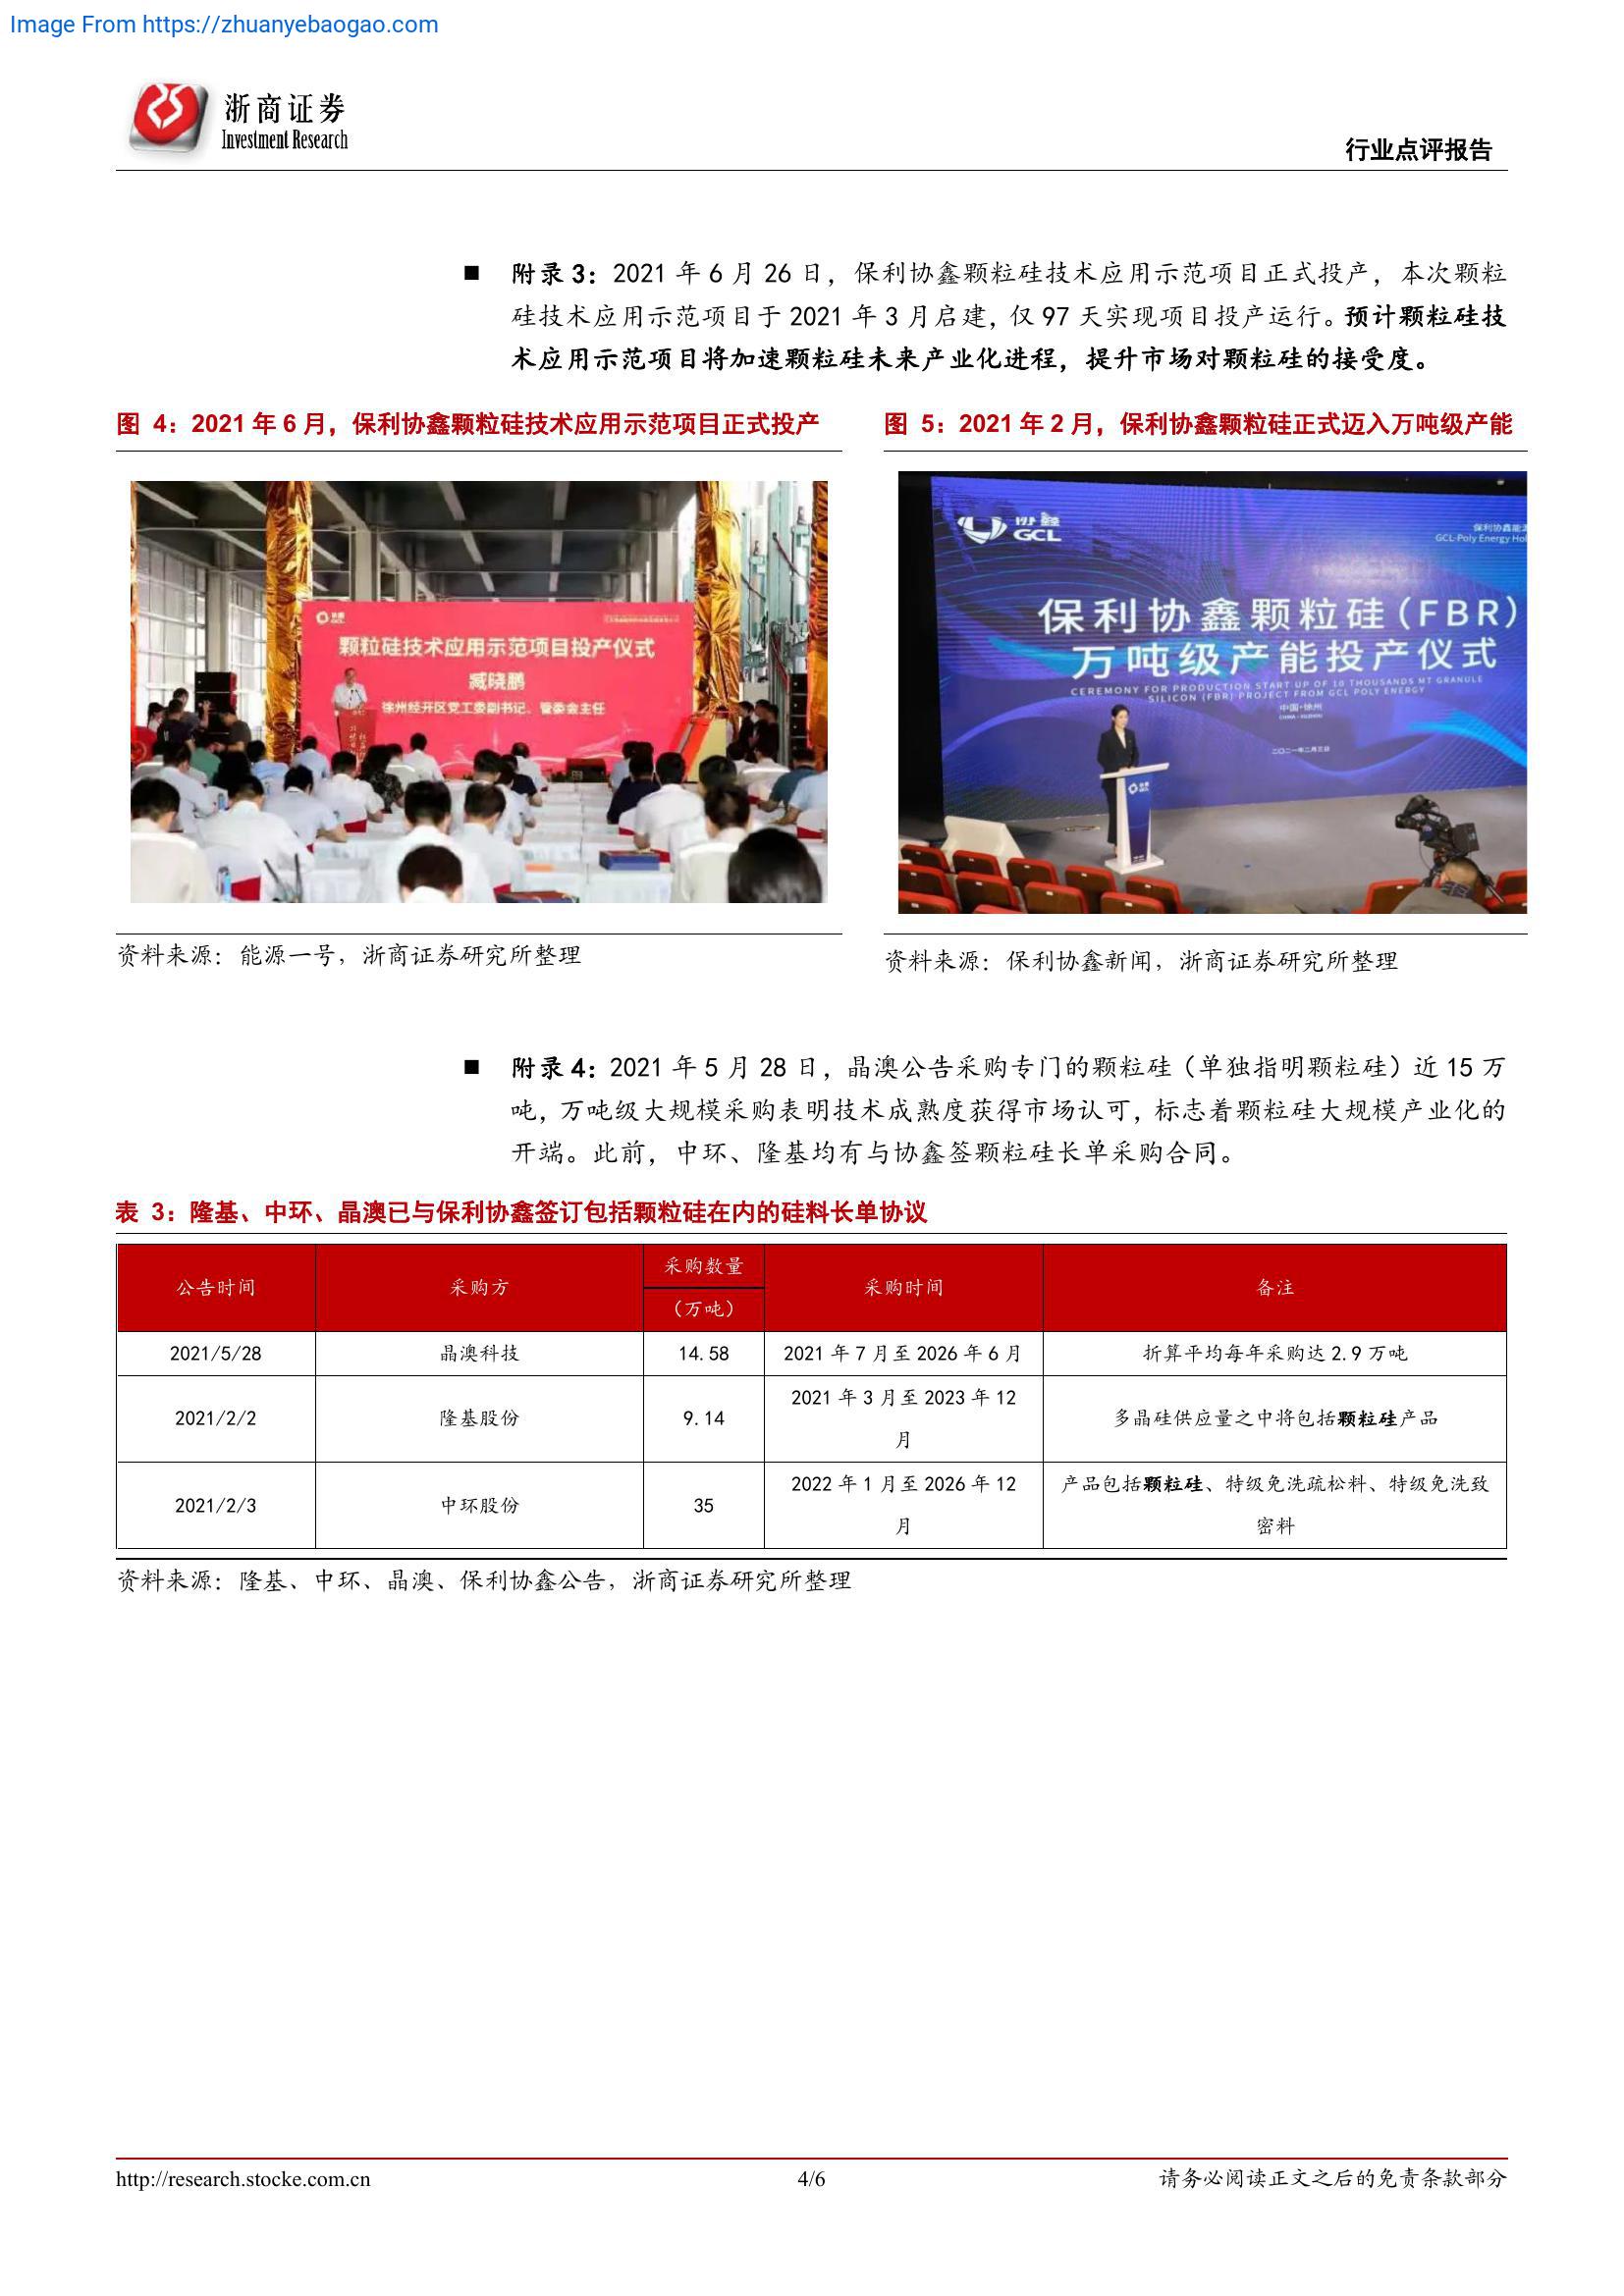 Image From https://zhuanyebaogao.com
浙商证券
Investment Research
行业点评报告
■ 附录 3：2021 年 6 月 26 日，保利协鑫颗粒硅技术应用示范项目正式投产，本次颗粒
硅技术应用示范项目于 2021 年 3 月启建，仅 97 天实现项目投产运行。预计颗粒硅技
术应用示范项目将加速颗粒硅未来产业化进程，提升市场对颗粒硅的接受度。
图 4：2021 年 6 月，保利协鑫颗粒硅技术应用示范项目正式投产
协鑫
GCL
颗粒硅技术应用示范项目投产仪式
臧晓鹏
徐州经开区党工委副书记、管委会主任
资料来源：能源一号，浙商证券研究所整理
图 5：2021 年 2 月，保利协鑫颗粒硅正式迈入万吨级产能
协鑫
GCL
保利协鑫能源
GCL-Poly Energy Hol
保利协鑫颗粒硅(FBR)
万吨级产能投产仪式
CEREMONY FOR PRODUCTION START UP OF 10 THOUSANDS MT GRANULE
SILICON (FBR) PROJECT FROM GCL POLY ENERGY
中国·徐州
CHINA · XUZHOU
二〇二一年二月三日
资料来源：保利协鑫新闻，浙商证券研究所整理
■ 附录 4：2021 年 5 月 28 日，晶澳公告采购专门的颗粒硅（单独指明颗粒硅）近 15 万
吨，万吨级大规模采购表明技术成熟度获得市场认可，标志着颗粒硅大规模产业化的
开端。此前，中环、隆基均有与协鑫签颗粒硅长单采购合同。
表 3：隆基、中环、晶澳已与保利协鑫签订包括颗粒硅在内的硅料长单协议
公告时间 采购方 采购数量 采购时间 备注
（万吨）
2021/5/28 晶澳科技 14.58 2021 年 7 月至 2026 年 6 月 折算平均每年采购达 2.9 万吨
2021/2/2 隆基股份 9.14 2021 年 3 月至 2023 年 12 多晶硅供应量之中将包括颗粒硅产品
月
2021/2/3 中环股份 35 2022 年 1 月至 2026 年 12 产品包括颗粒硅、特级免洗疏松料、特级免洗致
月 密料
资料来源：隆基、中环、晶澳、保利协鑫公告，浙商证券研究所整理
http://research.stocke.com.cn 4/6 请务必阅读正文之后的免责条款部分